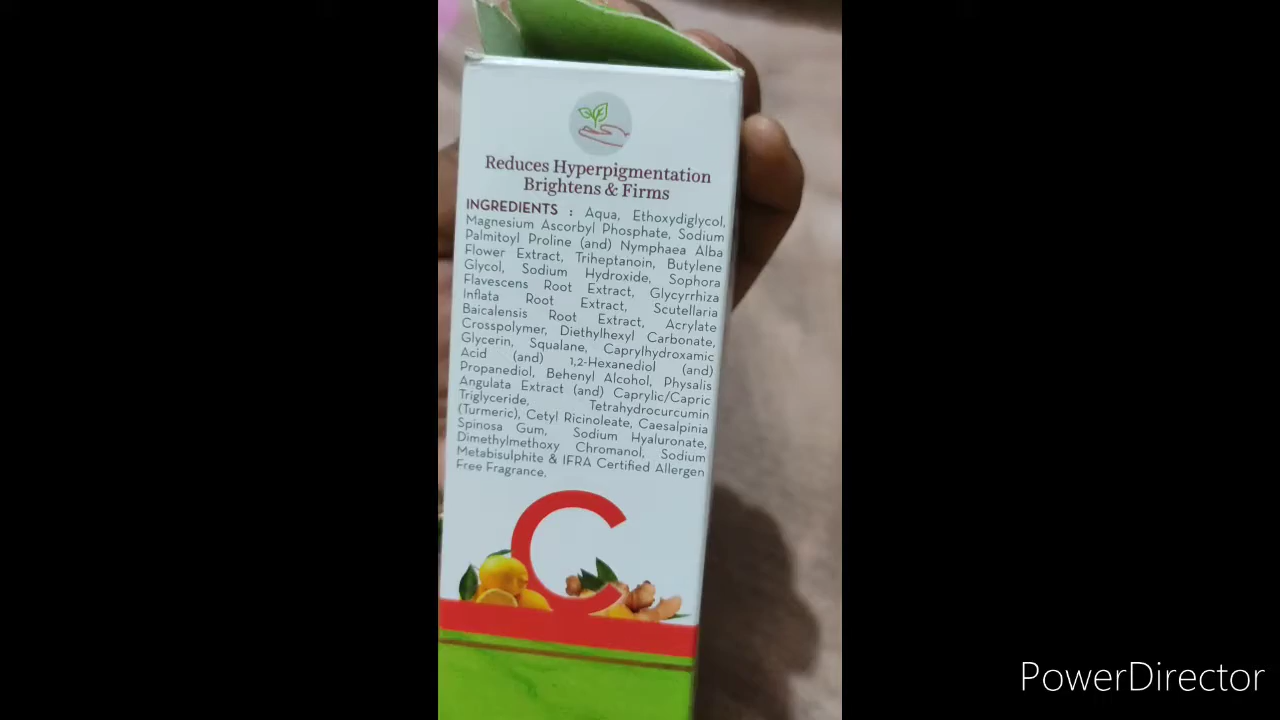 Reduces Hyperpigmentation
Brightens & Firms
INGREDIENTS : Aqua, Ethoxydiglycol,
Magnesium Ascorbyl Phosphate, Sodium
Palmitoyl Proline (and) Nymphaea Alba
Flower Extract, Triheptanoin, Butylene
Glycol, Sodium Hydroxide, Sophora
Flavescens Root Extract, Glycyrrhiza
Inflata Root Extract, Scutellaria
Baicalensis Root Extract, Acrylate
Crosspolymer, Diethylhexyl Carbonate,
Glycerin, Squalane, Caprylhydroxamic
Acid (and) 1,2-Hexanediol (and)
Propanediol, Behenyl Alcohol, Physalis
Angulata Extract (and) Caprylic/Capric
Triglyceride, Tetrahydrocurcumin
(Turmeric), Cetyl Ricinoleate, Caesalpinia
Spinosa Gum, Sodium Hyaluronate,
Dimethylmethoxy Chromanol, Sodium
Metabisulphite & IFRA Certified Allergen
Free Fragrance.
C
PowerDirector